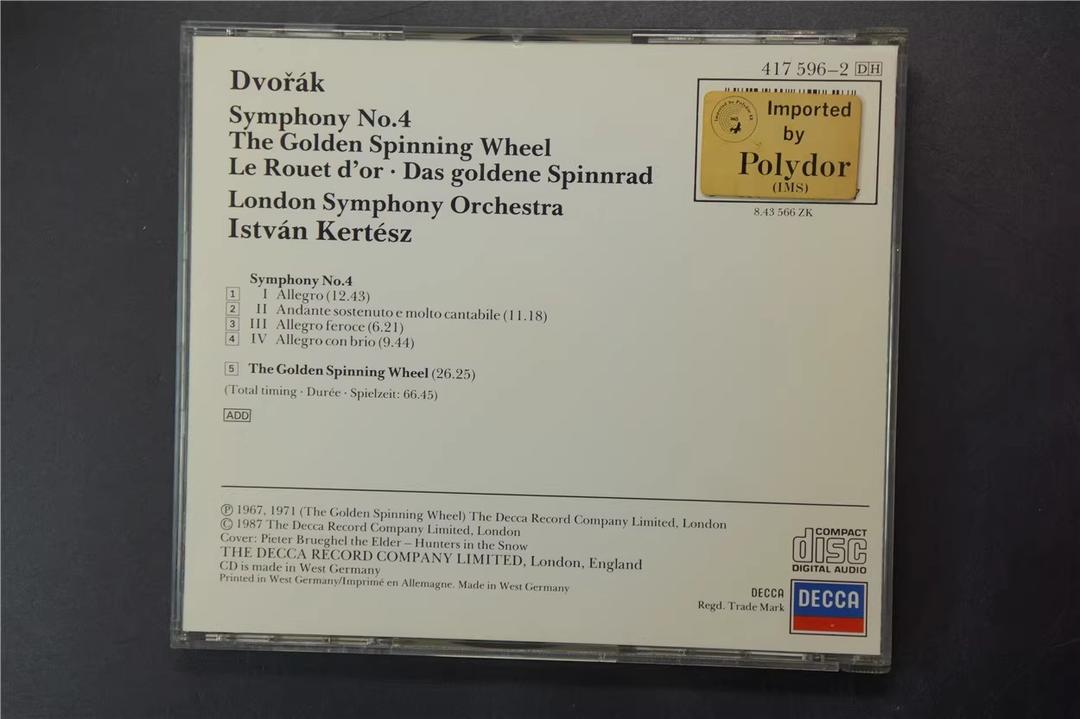 417 596–2 DH
Dvořák
Symphony No.4
The Golden Spinning Wheel
Le Rouet d'or · Das goldene Spinnrad
London Symphony Orchestra
István Kertész
Imported
by
Polydor
(IMS)
8.43 566 ZK
Symphony No.4
1 I Allegro (12.43)
2 II Andante sostenuto e molto cantabile (11.18)
3 III Allegro feroce (6.21)
4 IV Allegro con brio (9.44)
5 The Golden Spinning Wheel (26.25)
(Total timing · Durée · Spielzeit: 66.45)
ADD
Ⓟ 1967, 1971 (The Golden Spinning Wheel) The Decca Record Company Limited, London
© 1987 The Decca Record Company Limited, London
Cover: Pieter Brueghel the Elder – Hunters in the Snow
THE DECCA RECORD COMPANY LIMITED, London, England
CD is made in West Germany
Printed in West Germany/Imprimé en Allemagne. Made in West Germany
COMPACT
disc
DIGITAL AUDIO
DECCA
Regd. Trade Mark
DECCA